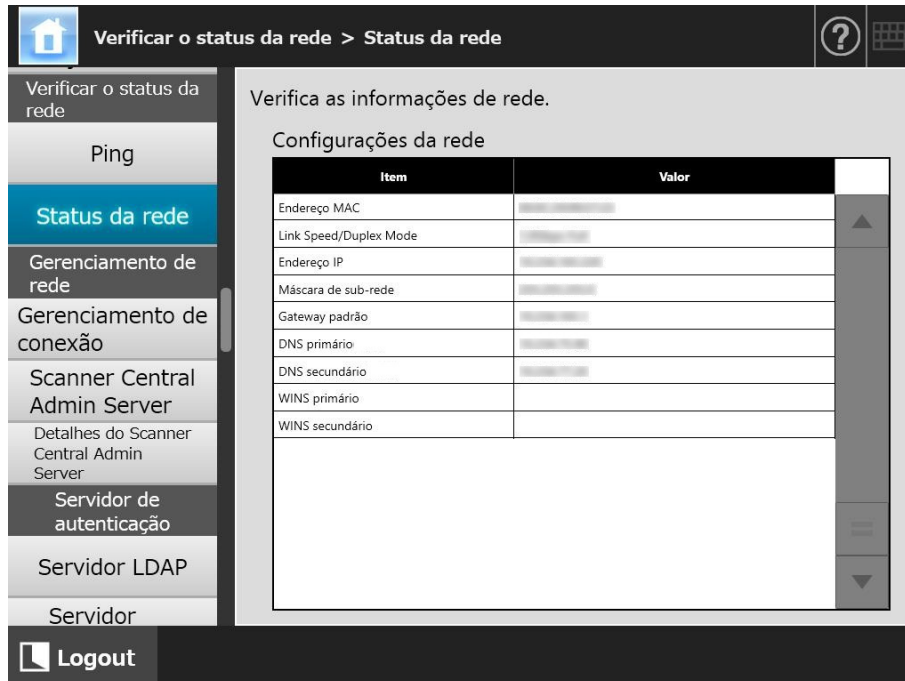 Verificar o status da rede > Status da rede
?
Verificar o status da
rede
Ping
Status da rede
Gerenciamento de
rede
Gerenciamento de
conexão
Scanner Central
Admin Server
Detalhes do Scanner
Central Admin
Server
Servidor de
autenticação
Servidor LDAP
Servidor
Verifica as informações de rede.
Configurações da rede
Item Valor
Endereço MAC
Link Speed/Duplex Mode
Endereço IP
Máscara de sub-rede
Gateway padrão
DNS primário
DNS secundário
WINS primário
WINS secundário
Logout